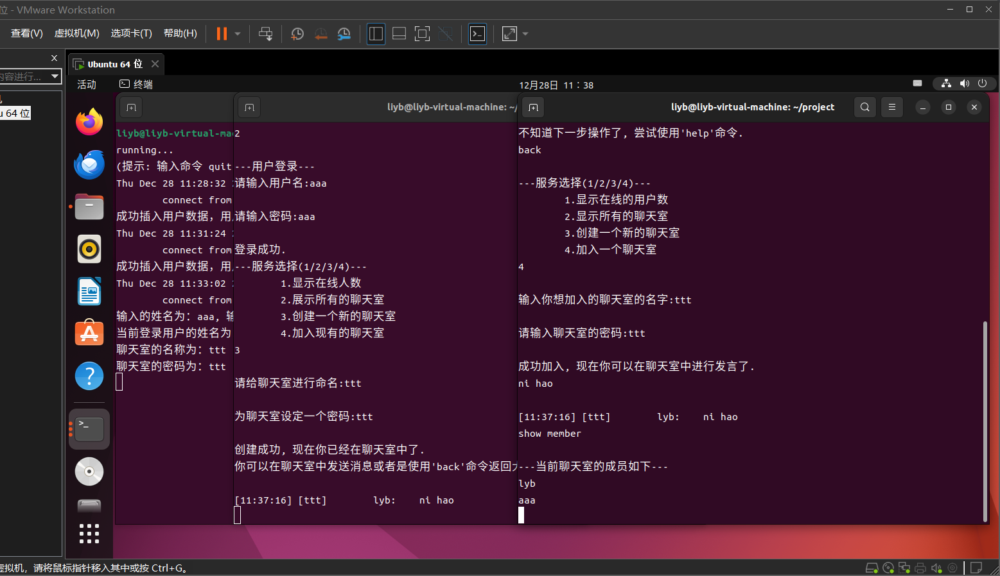 位 - VMware Workstation
查看(V) 虚拟机(M) 选项卡(T) 帮助(H)
内容进行...
Ubuntu 64 位
u 64 位
活动
终端
12月28日 11：38
liyb@liyb-virtual-mac
running...
(提示: 输入命令 quit
Thu Dec 28 11:28:32
connect from
成功插入用户数据, 用
Thu Dec 28 11:31:24
connect from
成功插入用户数据, 用
Thu Dec 28 11:33:02
connect from
输入的姓名为: aaa, 输
当前登录用户的姓名为
聊天室的名称为: ttt
聊天室的密码为: ttt
liyb@liyb-virtual-machine: ~/
2
---用户登录---
请输入用户名:aaa
请输入密码:aaa
登录成功.
---服务选择(1/2/3/4)---
1.显示在线人数
2.展示所有的聊天室
3.创建一个新的聊天室
4.加入现有的聊天室
3
请给聊天室进行命名:ttt
为聊天室设定一个密码:ttt
创建成功, 现在你已经在聊天室中了.
你可以在聊天室中发送消息或者是使用'back'命令返回
[11:37:16] [ttt] lyb: ni hao
liyb@liyb-virtual-machine: ~/project
不知道下一步操作了, 尝试使用'help'命令.
back
---服务选择(1/2/3/4)---
1.显示在线的用户数
2.显示所有的聊天室
3.创建一个新的聊天室
4.加入一个聊天室
4
输入你想加入的聊天室的名字:ttt
请输入聊天室的密码:ttt
成功加入, 现在你可以在聊天室中进行发言了.
ni hao
[11:37:16] [ttt] lyb: ni hao
show member
---当前聊天室的成员如下---
lyb
aaa
虚拟机，请将鼠标指针移入其中或按 Ctrl+G。